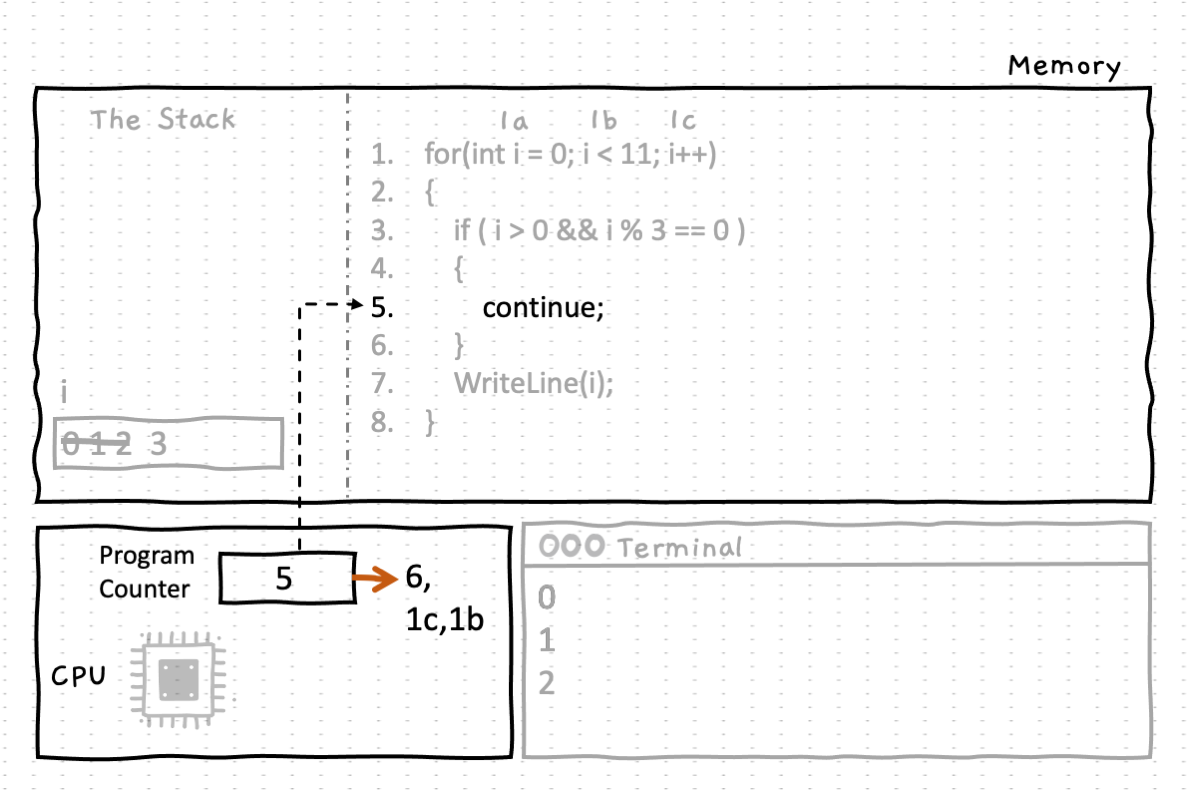 Memory
The Stack
1a 1b 1c
1. for(int i = 0; i < 11; i++)
2. {
3. if ( i > 0 && i % 3 == 0 )
4. {
5. continue;
6. }
7. WriteLine(i);
8. }
i
0 1 2 3
Program
Counter
5
6,
1c,1b
CPU
Terminal
0
1
2